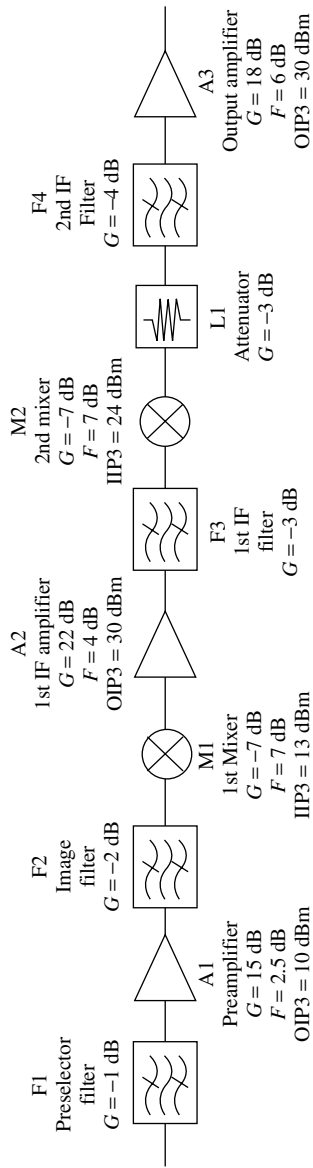 F1
Preselector
filter
G = −1 dB
A1
Preamplifier
G = 15 dB
F = 2.5 dB
OIP3 = 10 dBm
F2
Image
filter
G = −2 dB
M1
1st Mixer
G = −7 dB
F = 7 dB
IIP3 = 13 dBm
A2
1st IF amplifier
G = 22 dB
F = 4 dB
OIP3 = 30 dBm
F3
1st IF
filter
G = −3 dB
M2
2nd mixer
G = −7 dB
F = 7 dB
IIP3 = 24 dBm
L1
Attenuator
G = −3 dB
F4
2nd IF
Filter
G = −4 dB
A3
Output amplifier
G = 18 dB
F = 6 dB
OIP3 = 30 dBm